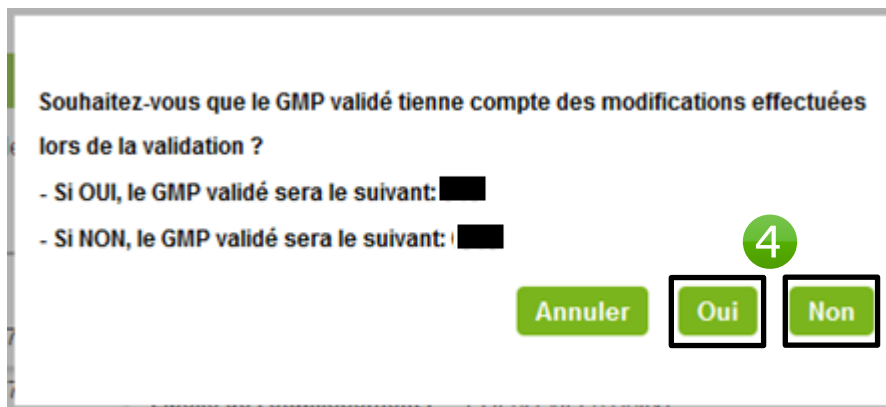 Souhaitez-vous que le GMP validé tienne compte des modifications effectuées
lors de la validation ?
- Si OUI, le GMP validé sera le suivant:
- Si NON, le GMP validé sera le suivant:
4
Annuler Oui Non